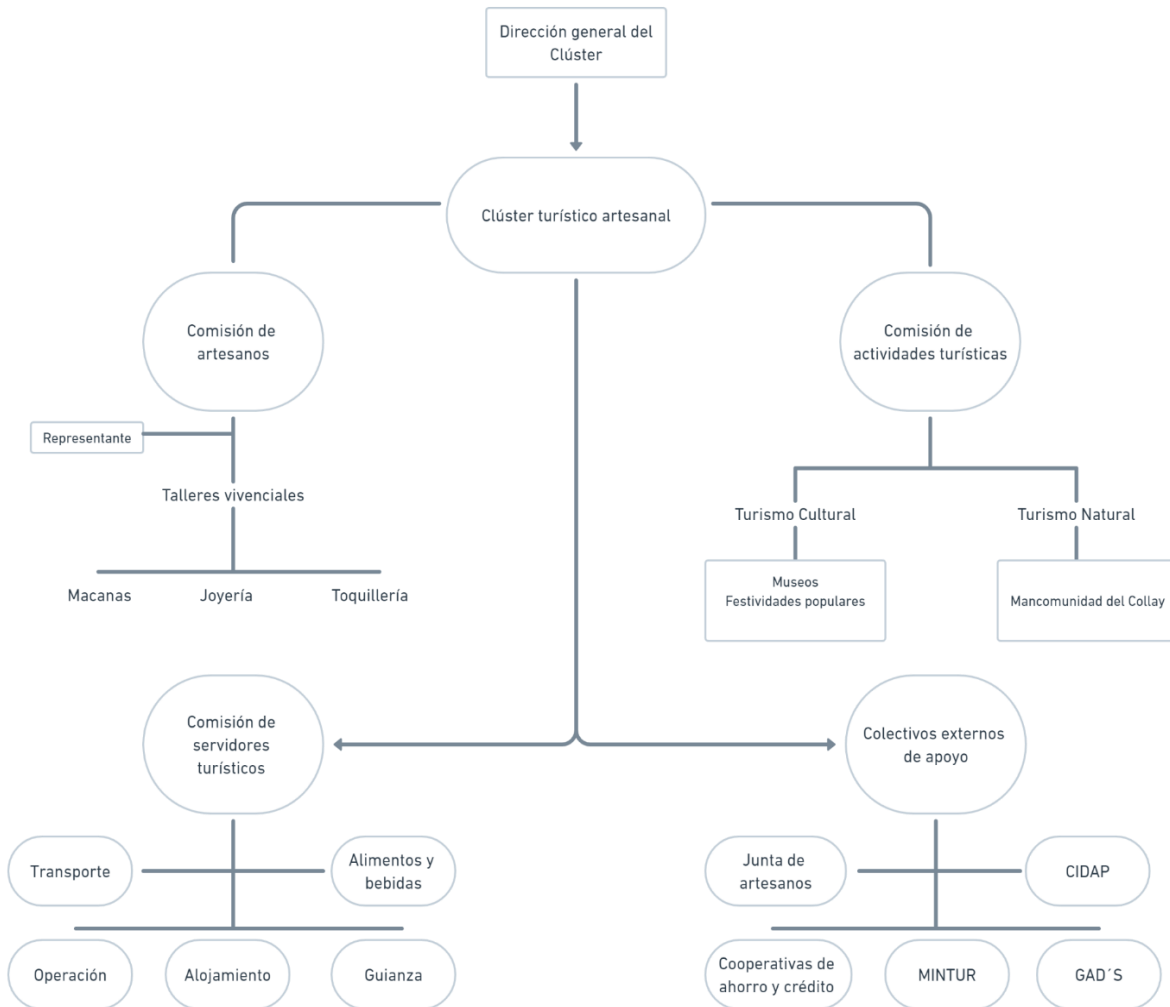 Dirección general del
Clúster
Clúster turístico artesanal
Comisión de
artesanos
Comisión de
actividades turísticas
Representante
Talleres vivenciales
Macanas
Joyería
Toquillería
Turismo Cultural
Turismo Natural
Museos
Festividades populares
Mancomunidad del Collay
Comisión de
servidores
turísticos
Colectivos externos
de apoyo
Transporte
Alimentos y
bebidas
Operación
Alojamiento
Guianza
Junta de
artesanos
CIDAP
Cooperativas de
ahorro y crédito
MINTUR
GAD´S